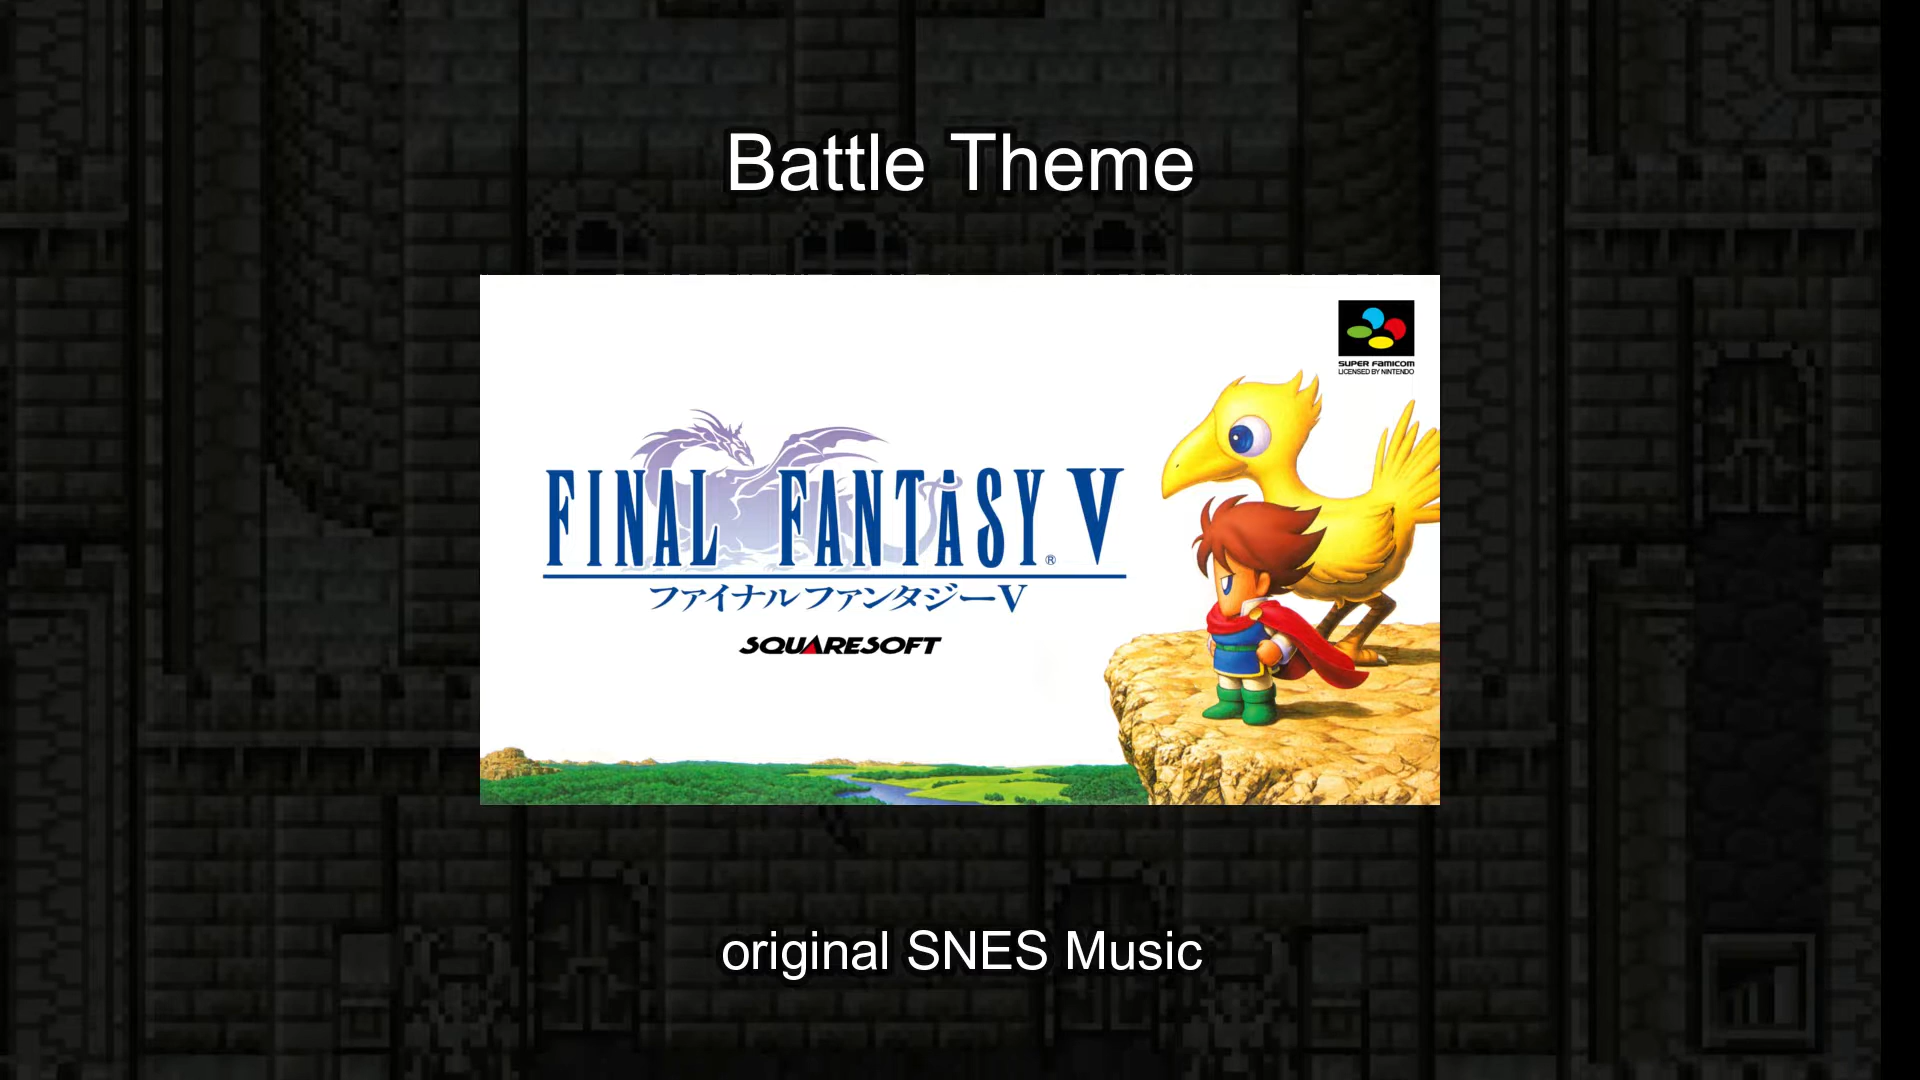 Battle Theme
SUPER FAMICOM
LICENSED BY NINTENDO
FINAL FANTASY® V
ファイナルファンタジーV
SQUARESOFT
original SNES Music